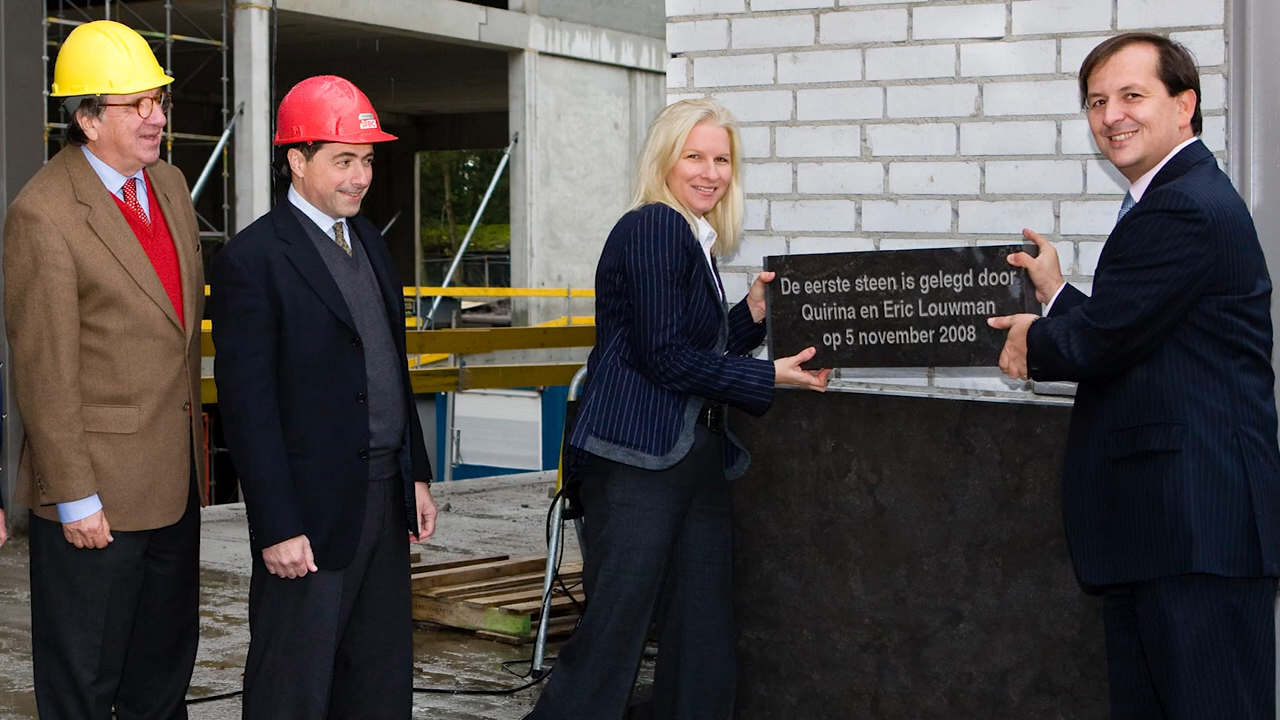 De eerste steen is gelegd door
Quirina en Eric Louwman
op 5 november 2008